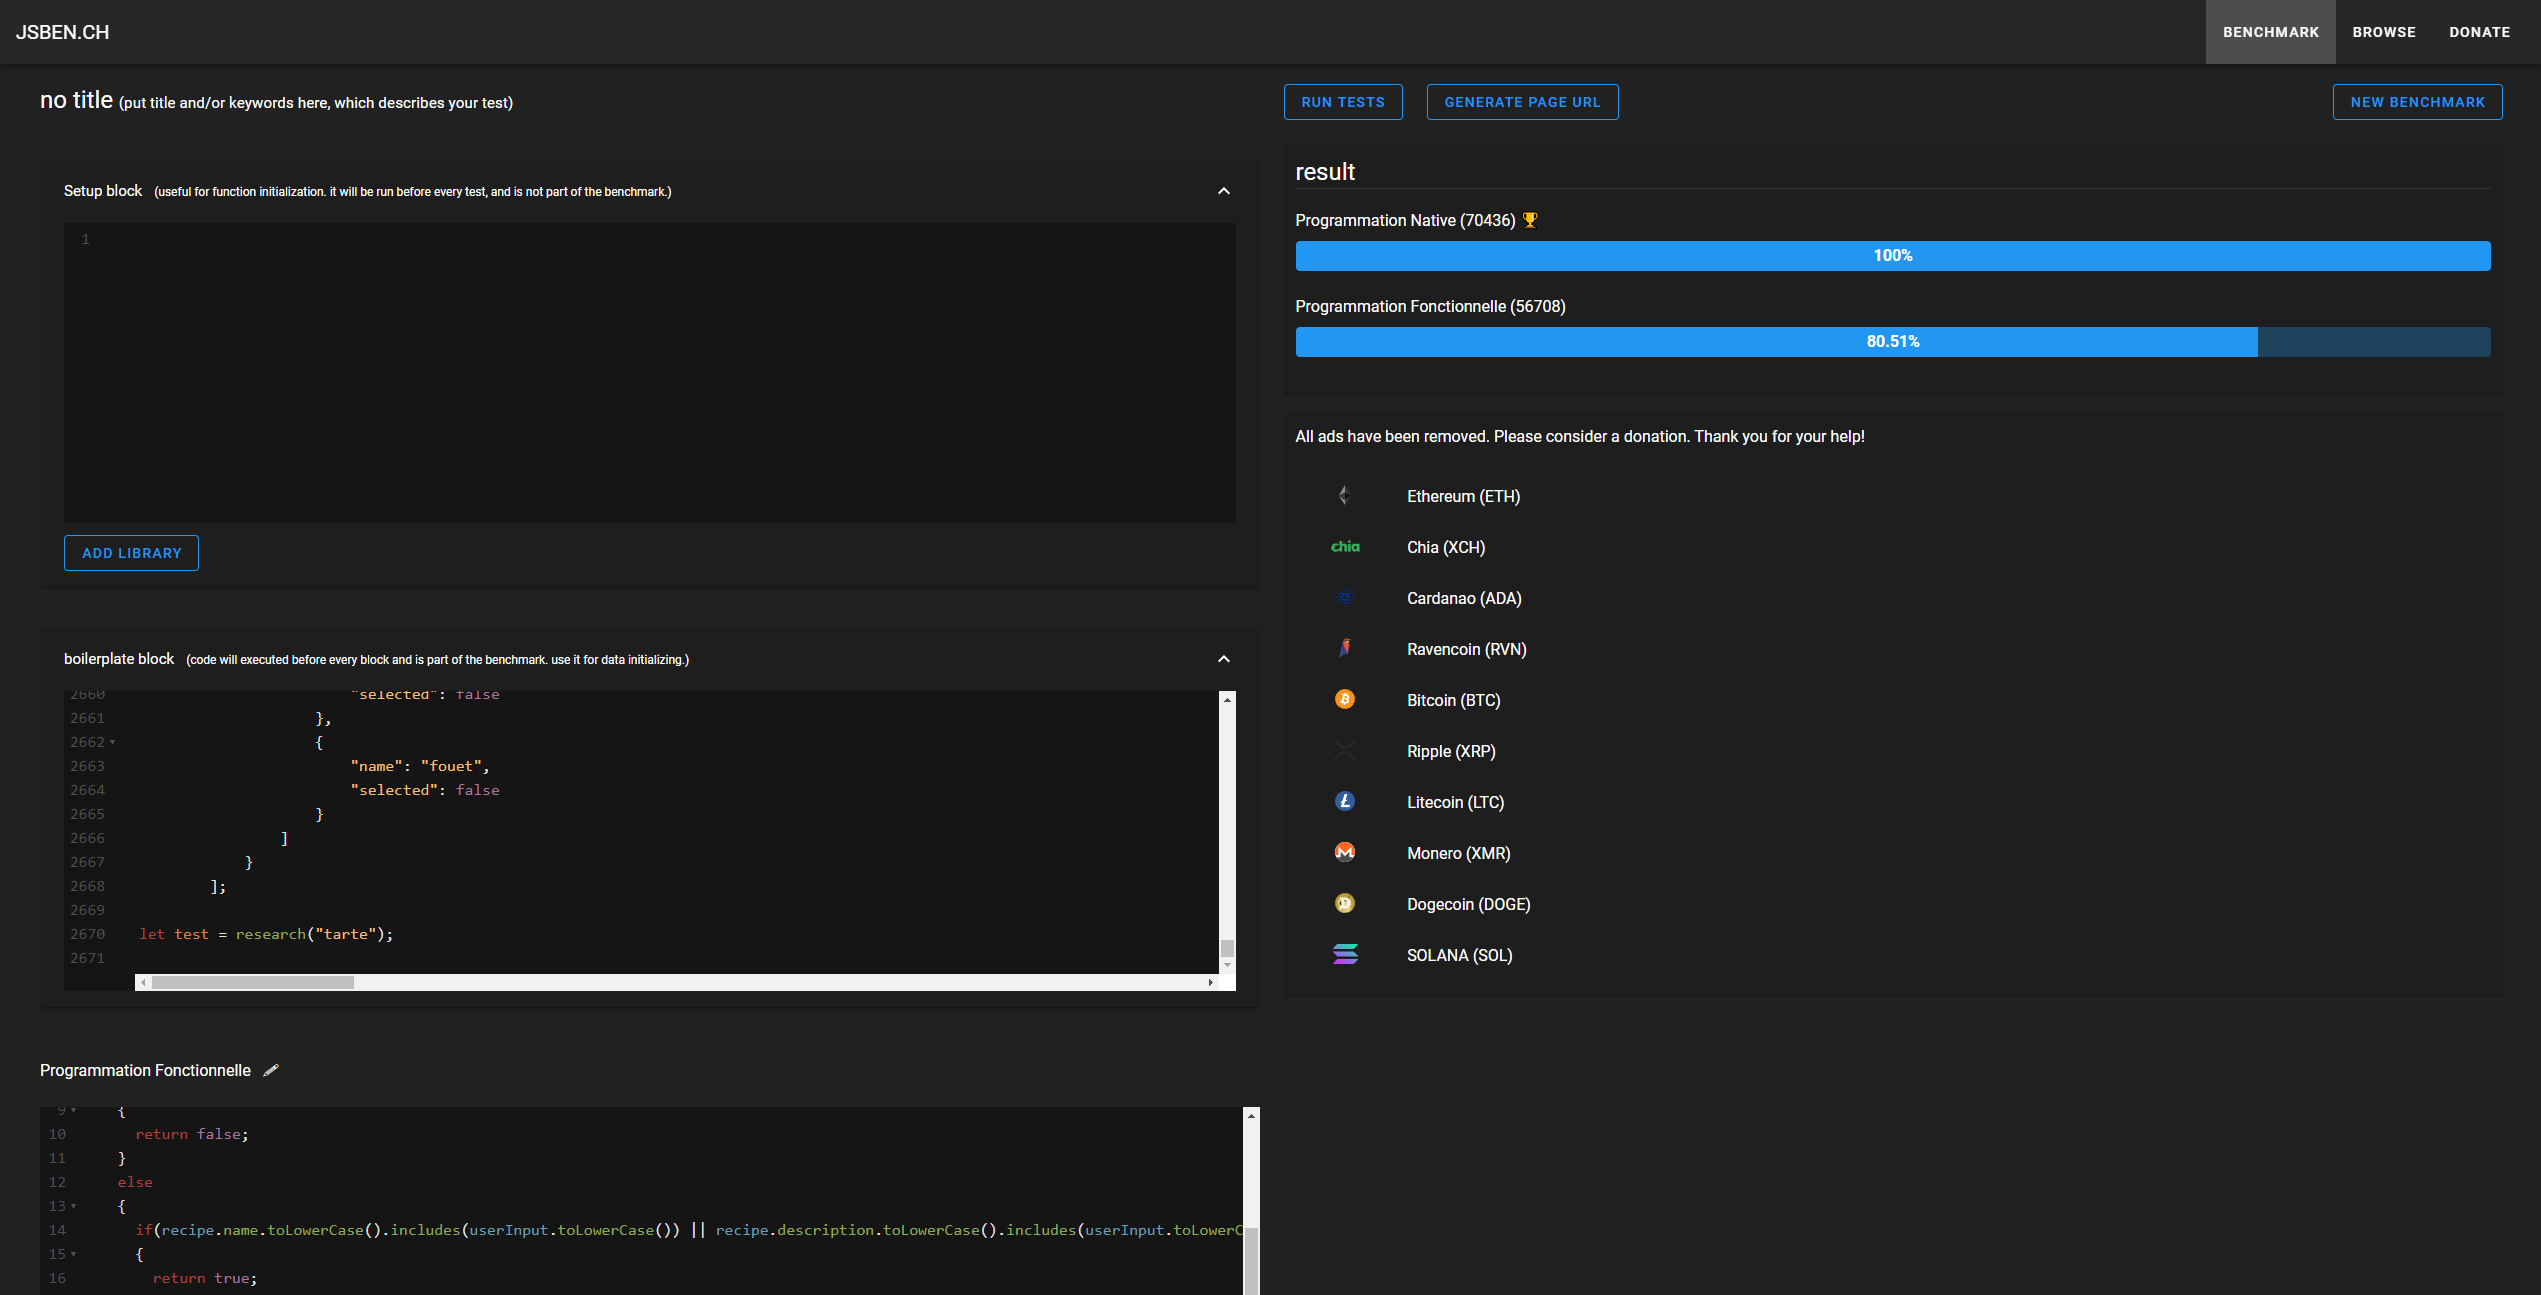 JSBEN.CH
BENCHMARK
BROWSE
DONATE
no title (put title and/or keywords here, which describes your test)
RUN TESTS
GENERATE PAGE URL
NEW BENCHMARK
Setup block (useful for function initialization. it will be run before every test, and is not part of the benchmark.)
1
ADD LIBRARY
boilerplate block (code will executed before every block and is part of the benchmark. use it for data initializing.)
2660 "selected": false
2661 },
2662 {
2663 "name": "fouet",
2664 "selected": false
2665 }
2666 ]
2667 }
2668 ];
2669
2670 let test = research("tarte");
2671
Programmation Fonctionnelle
9 {
10 return false;
11 }
12 else
13 {
14 if(recipe.name.toLowerCase().includes(userInput.toLowerCase()) || recipe.description.toLowerCase().includes(userInput.toLowerC
15 {
16 return true;
result
Programmation Native (70436)
100%
Programmation Fonctionnelle (56708)
80.51%
All ads have been removed. Please consider a donation. Thank you for your help!
Ethereum (ETH)
chia Chia (XCH)
Cardanao (ADA)
Ravencoin (RVN)
Bitcoin (BTC)
Ripple (XRP)
Litecoin (LTC)
Monero (XMR)
Dogecoin (DOGE)
SOLANA (SOL)